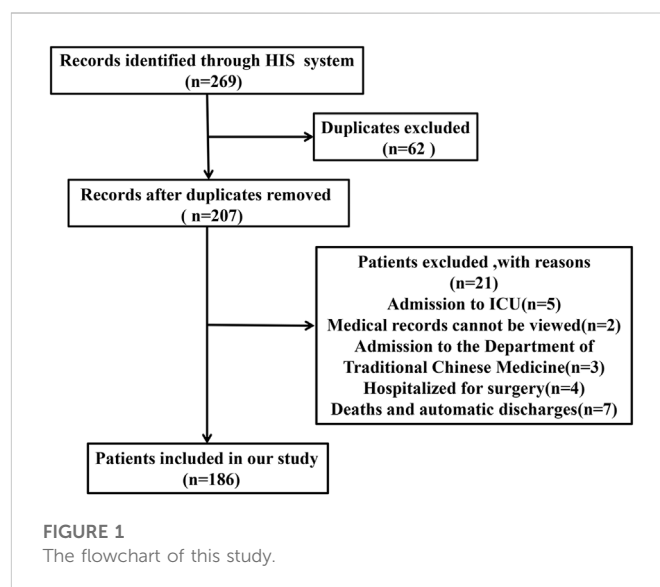 Records identified through HIS system
(n=269)
Duplicates excluded
(n=62 )
Records after duplicates removed
( n=207)
Patients excluded ,with reasons
(n=21)
Admission to ICU(n=5)
Medical records cannot be viewed(n=2)
Admission to the Department of
Traditional Chinese Medicine(n=3)
Hospitalized for surgery(n=4)
Deaths and automatic discharges(n=7)
Patients included in our study
(n=186)
FIGURE 1
The flowchart of this study.